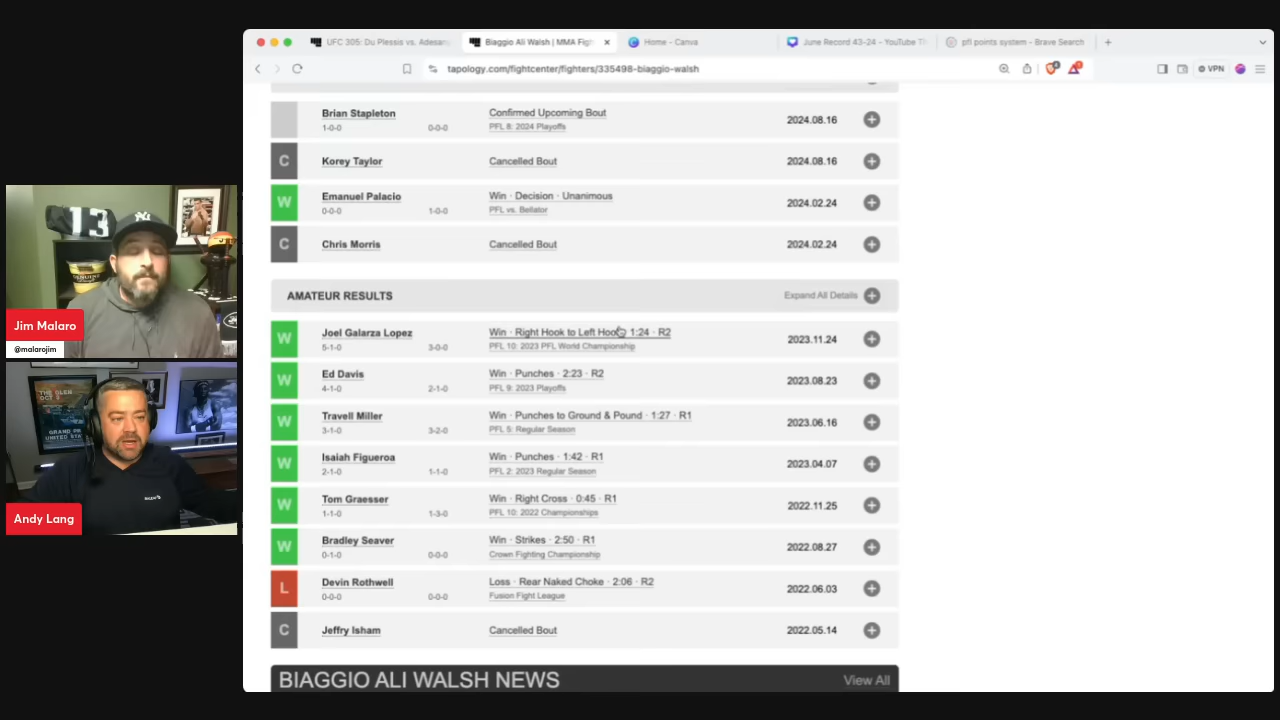 UFC 305: Du Plessis vs. Adesan
Biaggio Ali Walsh | MMA Figh
Home - Canva
June Record 43-24 - YouTube T
pfl points system - Brave Search
tapology.com/fightcenter/fighters/335498-biaggio-walsh
VPN
Brian Stapleton
Confirmed Upcoming Bout
2024.08.16
1-0-0
0-0-0
PFL 8: 2024 Playoffs
C
Korey Taylor
Cancelled Bout
2024.08.16
W
Emanuel Palacio
Win · Decision · Unanimous
2024.02.24
0-0-0
1-0-0
PFL vs. Bellator
C
Chris Morris
Cancelled Bout
2024.02.24
AMATEUR RESULTS
Expand All Details
W
Joel Galarza Lopez
Win · Right Hook to Left Hook 1:24 · R2
2023.11.24
5-1-0
3-0-0
PFL 10: 2023 PFL World Championship
W
Ed Davis
Win · Punches · 2:23 · R2
2023.08.23
4-1-0
2-1-0
PFL 9: 2023 Playoffs
W
Travell Miller
Win · Punches to Ground & Pound · 1:27 · R1
2023.06.16
3-1-0
3-2-0
PFL 5: Regular Season
W
Isaiah Figueroa
Win · Punches · 1:42 · R1
2023.04.07
2-1-0
1-1-0
PFL 2: 2023 Regular Season
W
Tom Graesser
Win · Right Cross · 0:45 · R1
2022.11.25
1-1-0
1-3-0
PFL 10: 2022 Championships
W
Bradley Seaver
Win · Strikes · 2:50 · R1
2022.08.27
0-1-0
0-0-0
Crown Fighting Championship
L
Devin Rothwell
Loss · Rear Naked Choke · 2:06 · R2
2022.06.03
0-0-0
0-0-0
Fusion Fight League
C
Jeffry Isham
Cancelled Bout
2022.05.14
BIAGGIO ALI WALSH NEWS
View All
13
Jim Malaro
@malarojim
THE GLEN
OCT
GRAND PR
UNITED STAT
Andy Lang